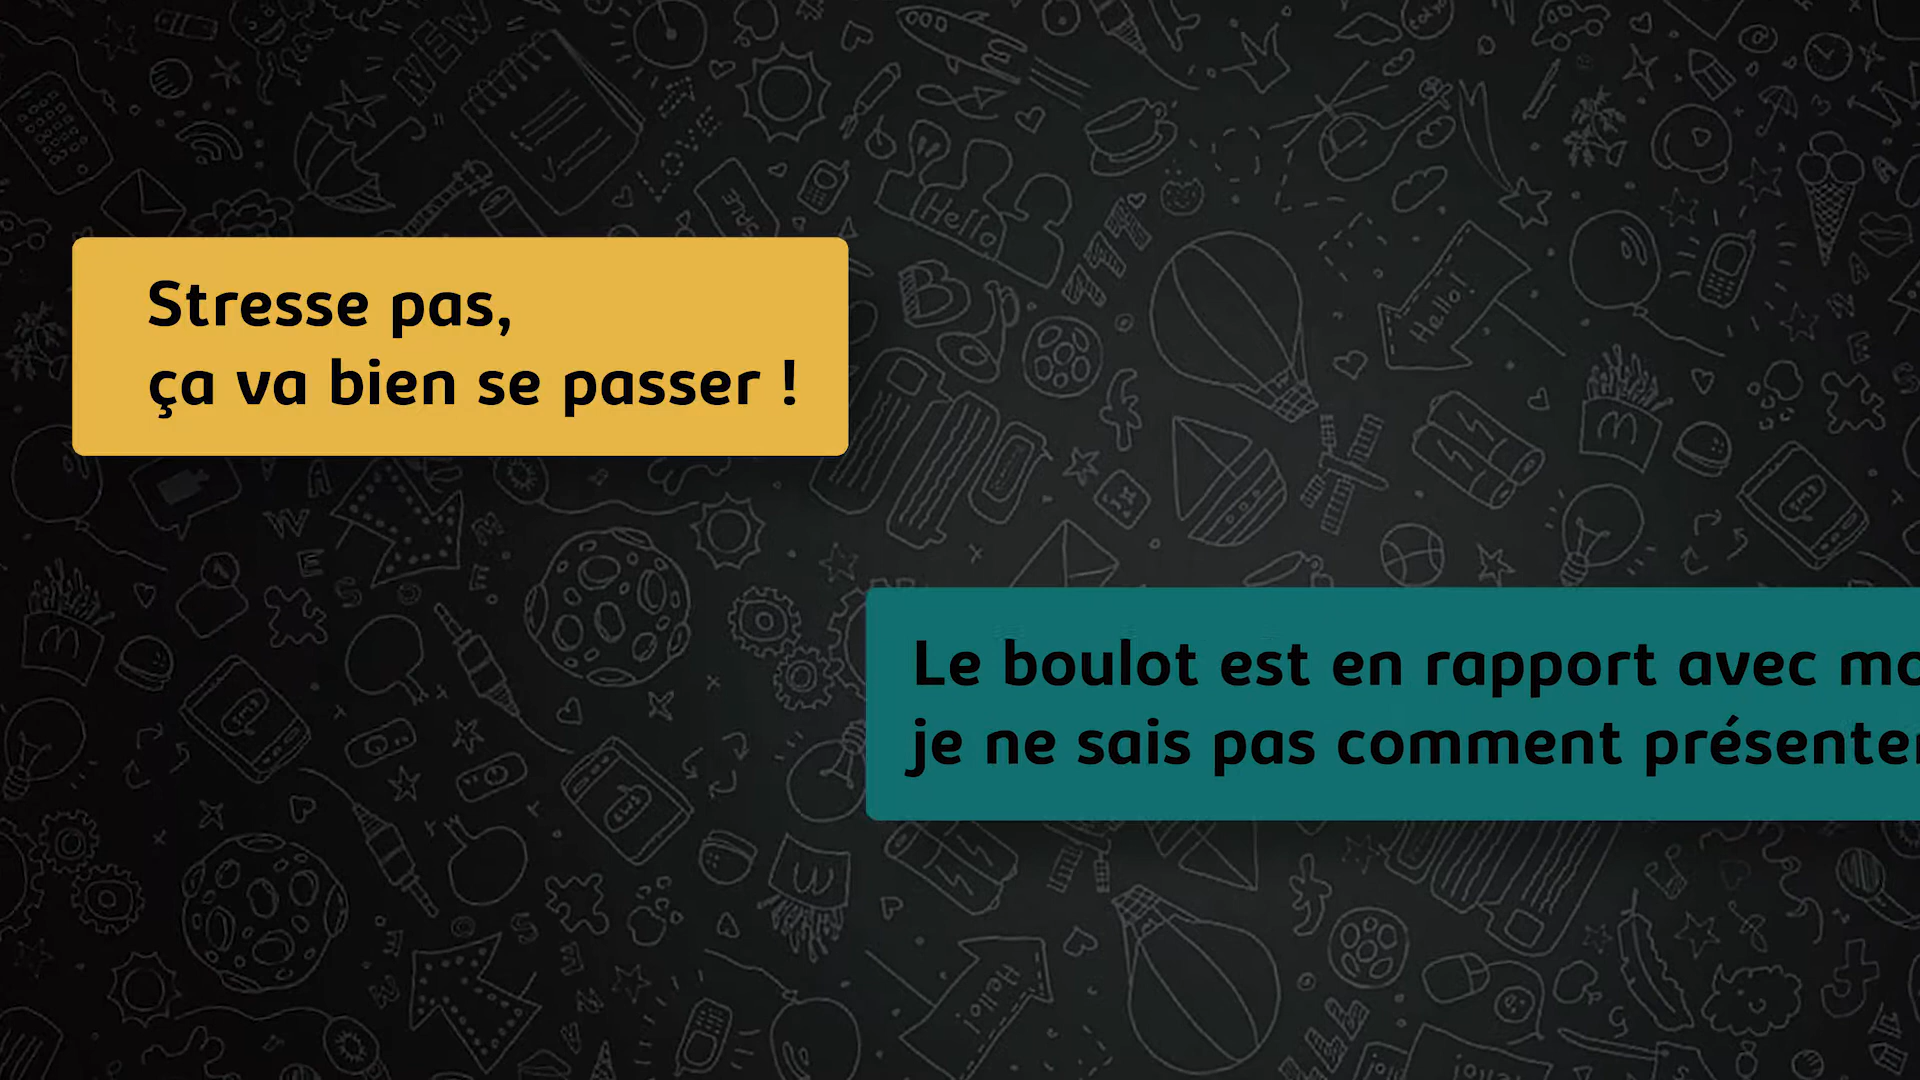 Stresse pas,
ça va bien se passer !
Le boulot est en rapport avec
je ne sais pas comment